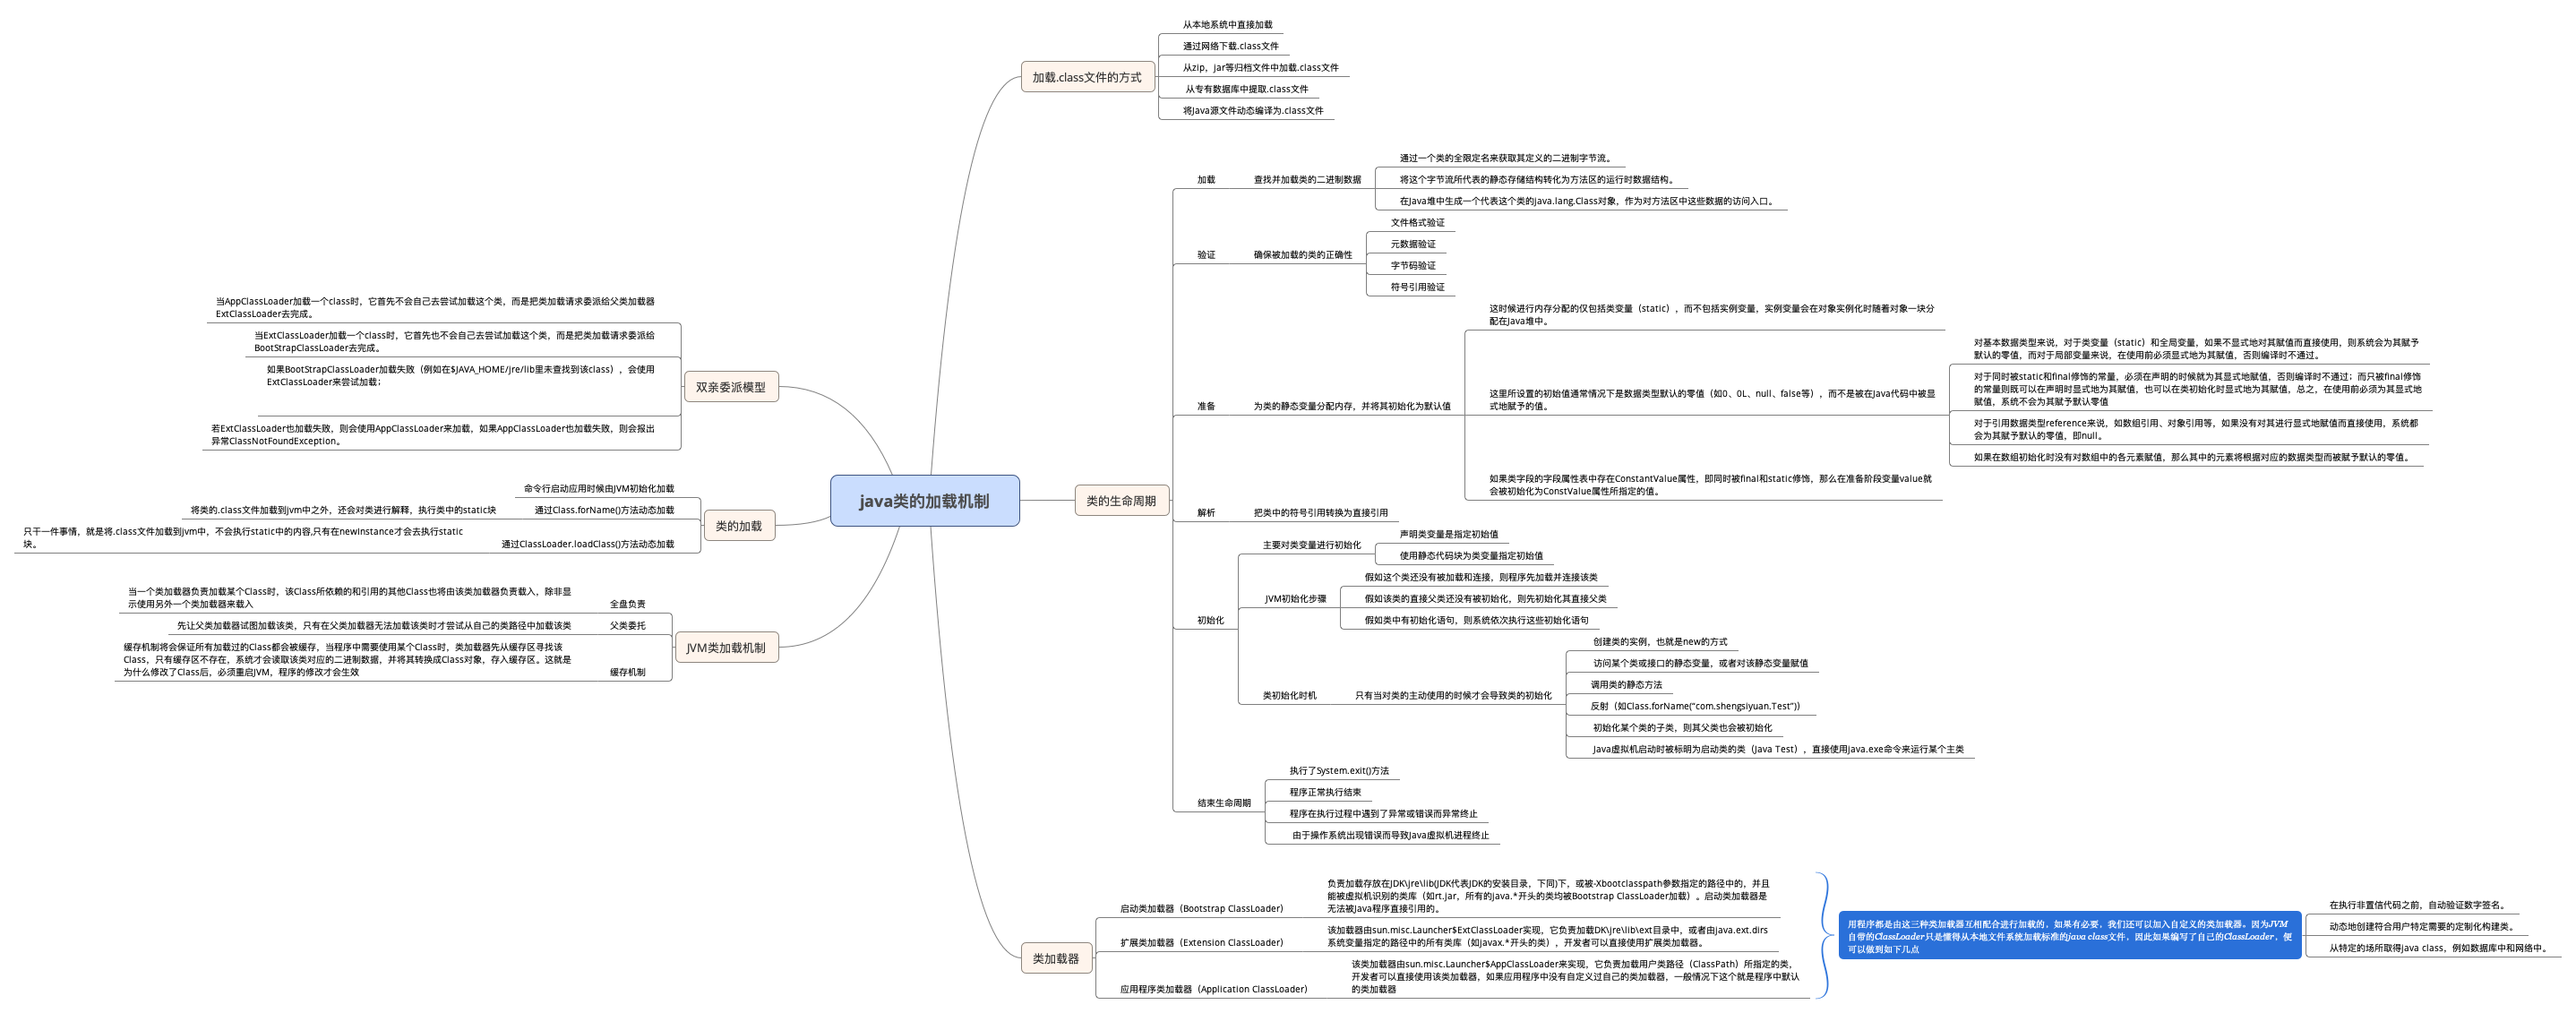 java类的加载机制
加载.class文件的方式
从本地系统中直接加载
通过网络下载.class文件
从zip，jar等归档文件中加载.class文件
从专有数据库中提取.class文件
将Java源文件动态编译为.class文件
类的生命周期
加载
查找并加载类的二进制数据
通过一个类的全限定名来获取其定义的二进制字节流。
将这个字节流所代表的静态存储结构转化为方法区的运行时数据结构。
在Java堆中生成一个代表这个类的java.lang.Class对象，作为对方法区中这些数据的访问入口。
验证
确保被加载的类的正确性
文件格式验证
元数据验证
字节码验证
符号引用验证
准备
为类的静态变量分配内存，并将其初始化为默认值
这时候进行内存分配的仅包括类变量（static），而不包括实例变量，实例变量会在对象实例化时随着对象一块分
配在Java堆中。
这里所设置的初始值通常情况下是数据类型默认的零值（如0、0L、null、false等），而不是被在Java代码中被显
式地赋予的值。
对基本数据类型来说，对于类变量（static）和全局变量，如果不显式地对其赋值而直接使用，则系统会为其赋予
默认的零值，而对于局部变量来说，在使用前必须显式地为其赋值，否则编译时不通过。
对于同时被static和final修饰的常量，必须在声明的时候就为其显式地赋值，否则编译时不通过；而只被final修饰
的常量则既可以在声明时显式地为其赋值，也可以在类初始化时显式地为其赋值，总之，在使用前必须为其显式地
赋值，系统不会为其赋予默认零值
对于引用数据类型reference来说，如数组引用、对象引用等，如果没有对其进行显式地赋值而直接使用，系统都
会为其赋予默认的零值，即null。
如果在数组初始化时没有对数组中的各元素赋值，那么其中的元素将根据对应的数据类型而被赋予默认的零值。
如果类字段的字段属性表中存在ConstantValue属性，即同时被final和static修饰，那么在准备阶段变量value就
会被初始化为ConstValue属性所指定的值。
解析
把类中的符号引用转换为直接引用
初始化
主要对类变量进行初始化
声明类变量是指定初始值
使用静态代码块为类变量指定初始值
JVM初始化步骤
假如这个类还没有被加载和连接，则程序先加载并连接该类
假如该类的直接父类还没有被初始化，则先初始化其直接父类
假如类中有初始化语句，则系统依次执行这些初始化语句
类初始化时机
只有当对类的主动使用的时候才会导致类的初始化
创建类的实例，也就是new的方式
访问某个类或接口的静态变量，或者对该静态变量赋值
调用类的静态方法
反射（如Class.forName(“com.shengsiyuan.Test”)）
初始化某个类的子类，则其父类也会被初始化
Java虚拟机启动时被标明为启动类的类（Java Test），直接使用java.exe命令来运行某个主类
结束生命周期
执行了System.exit()方法
程序正常执行结束
程序在执行过程中遇到了异常或错误而异常终止
由于操作系统出现错误而导致Java虚拟机进程终止
类加载器
启动类加载器（Bootstrap ClassLoader）
负责加载存放在JDK\jre\lib(JDK代表JDK的安装目录，下同)下，或被-Xbootclasspath参数指定的路径中的，并且
能被虚拟机识别的类库（如rt.jar，所有的java.*开头的类均被Bootstrap ClassLoader加载）。启动类加载器是
无法被Java程序直接引用的。
扩展类加载器（Extension ClassLoader）
该加载器由sun.misc.Launcher$ExtClassLoader实现，它负责加载DK\jre\lib\ext目录中，或者由java.ext.dirs
系统变量指定的路径中的所有类库（如javax.*开头的类），开发者可以直接使用扩展类加载器。
应用程序类加载器（Application ClassLoader）
该类加载器由sun.misc.Launcher$AppClassLoader来实现，它负责加载用户类路径（ClassPath）所指定的类，
开发者可以直接使用该类加载器，如果应用程序中没有自定义过自己的类加载器，一般情况下这个就是程序中默认
的类加载器
用程序都是由这三种类加载器互相配合进行加载的，如果有必要，我们还可以加入自定义的类加载器。因为JVM
自带的ClassLoader只是懂得从本地文件系统加载标准的java class文件，因此如果编写了自己的ClassLoader，便
可以做到如下几点
在执行非置信代码之前，自动验证数字签名。
动态地创建符合用户特定需要的定制化构建类。
从特定的场所取得java class，例如数据库中和网络中。
双亲委派模型
当AppClassLoader加载一个class时，它首先不会自己去尝试加载这个类，而是把类加载请求委派给父类加载器
ExtClassLoader去完成。
当ExtClassLoader加载一个class时，它首先也不会自己去尝试加载这个类，而是把类加载请求委派给
BootStrapClassLoader去完成。
如果BootStrapClassLoader加载失败（例如在$JAVA_HOME/jre/lib里未查找到该class），会使用
ExtClassLoader来尝试加载；
若ExtClassLoader也加载失败，则会使用AppClassLoader来加载，如果AppClassLoader也加载失败，则会报出
异常ClassNotFoundException。
类的加载
命令行启动应用时候由JVM初始化加载
通过Class.forName()方法动态加载
将类的.class文件加载到jvm中之外，还会对类进行解释，执行类中的static块
通过ClassLoader.loadClass()方法动态加载
只干一件事情，就是将.class文件加载到jvm中，不会执行static中的内容,只有在newInstance才会去执行static
块。
JVM类加载机制
全盘负责
当一个类加载器负责加载某个Class时，该Class所依赖的和引用的其他Class也将由该类加载器负责载入，除非显
示使用另外一个类加载器来载入
父类委托
先让父类加载器试图加载该类，只有在父类加载器无法加载该类时才尝试从自己的类路径中加载该类
缓存机制
缓存机制将会保证所有加载过的Class都会被缓存，当程序中需要使用某个Class时，类加载器先从缓存区寻找该
Class，只有缓存区不存在，系统才会读取该类对应的二进制数据，并将其转换成Class对象，存入缓存区。这就是
为什么修改了Class后，必须重启JVM，程序的修改才会生效